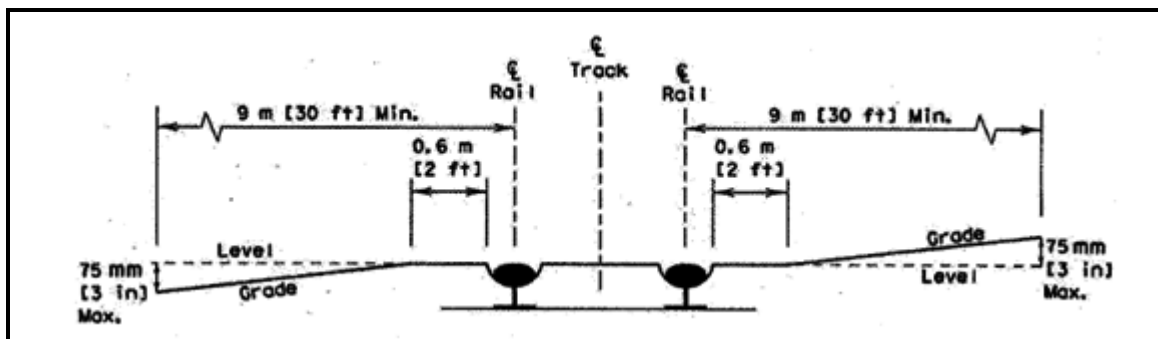 ℄
Track
℄
Rail
℄
Rail
9 m [30 ft] Min.
9 m [30 ft] Min.
0.6 m
[2 ft]
0.6 m
[2 ft]
Level
Grade
75 mm
[3 in]
Max.
Grade
Level
75 mm
[3 in]
Max.